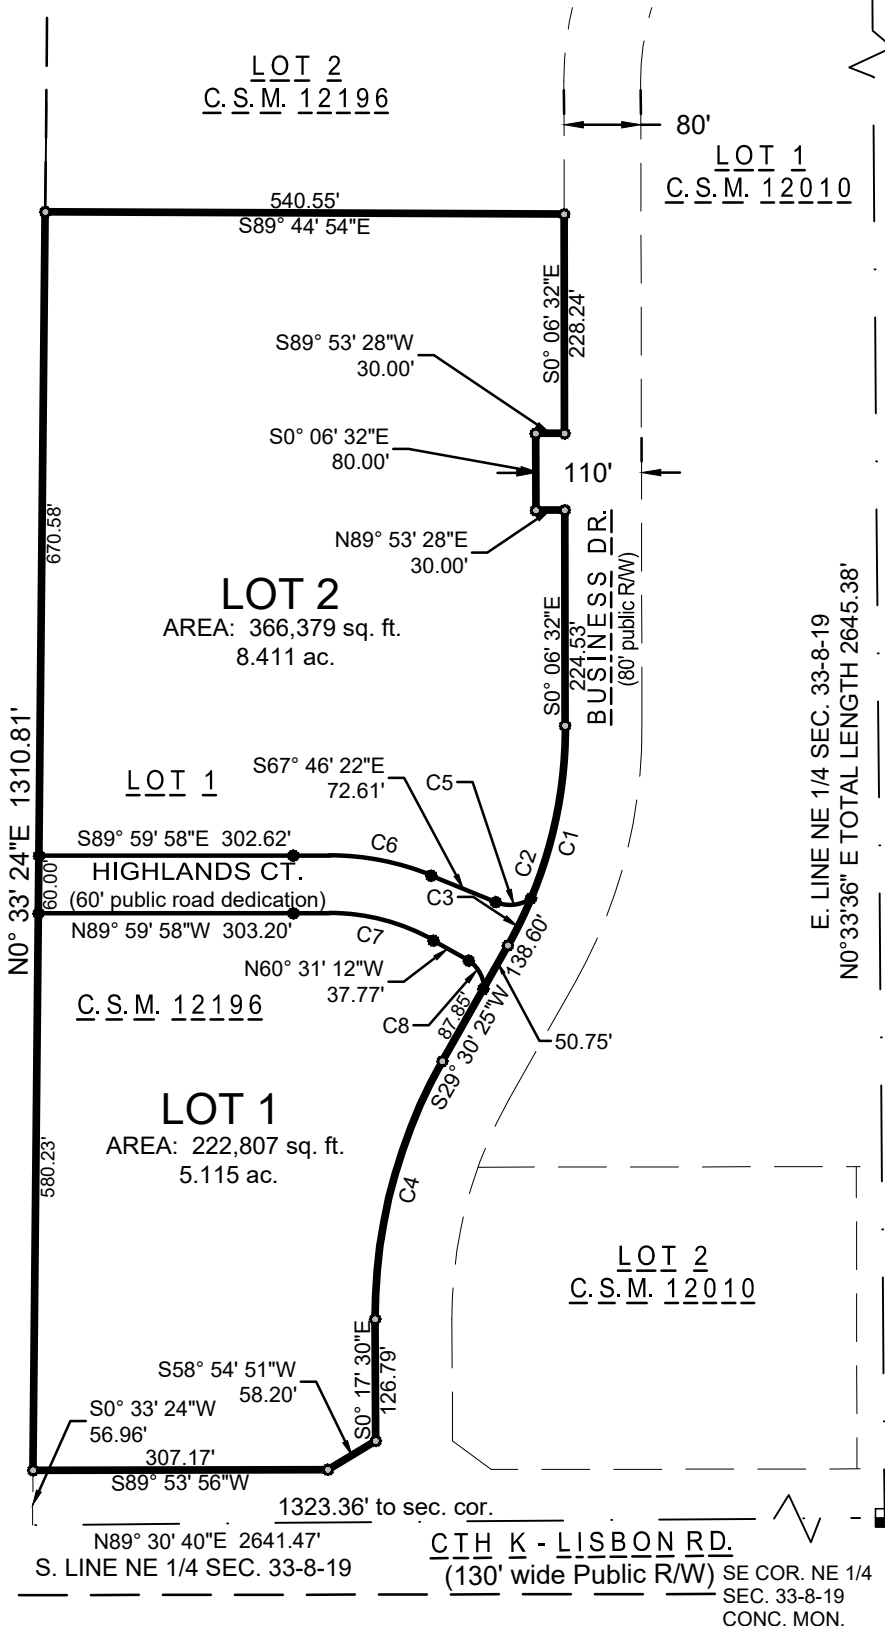 LOT 2
C.S.M. 12196
80'
LOT 1
C.S.M. 12010
540.55'
S89° 44' 54"E
S0° 06' 32"E
228.24'
S89° 53' 28"W
30.00'
S0° 06' 32"E
80.00'
110'
N89° 53' 28"E
30.00'
670.58'
LOT 2
AREA: 366,379 sq. ft.
8.411 ac.
S0° 06' 32"E
224.53'
BUSINESS DR.
(80' public R/W)
E. LINE NE 1/4 SEC. 33-8-19
N0°33'36" E TOTAL LENGTH 2645.38'
N0° 33' 24"E 1310.81'
LOT 1
S67° 46' 22"E
72.61'
C5
C1
C2
S89° 59' 58"E 302.62'
C6
HIGHLANDS CT.
(60' public road dedication)
60.00'
C3
N89° 59' 58"W 303.20'
C7
N60° 31' 12"W
37.77'
C8
138.60'
87.85'
S29° 30' 25"W
50.75'
C.S.M. 12196
LOT 1
AREA: 222,807 sq. ft.
5.115 ac.
580.23'
C4
LOT 2
C.S.M. 12010
S0° 17' 30"E
126.79'
S58° 54' 51"W
58.20'
S0° 33' 24"W
56.96'
307.17'
S89° 53' 56"W
1323.36' to sec. cor.
N89° 30' 40"E 2641.47'
S. LINE NE 1/4 SEC. 33-8-19
CTH K - LISBON RD.
(130' wide Public R/W)
SE COR. NE 1/4
SEC. 33-8-19
CONC. MON.